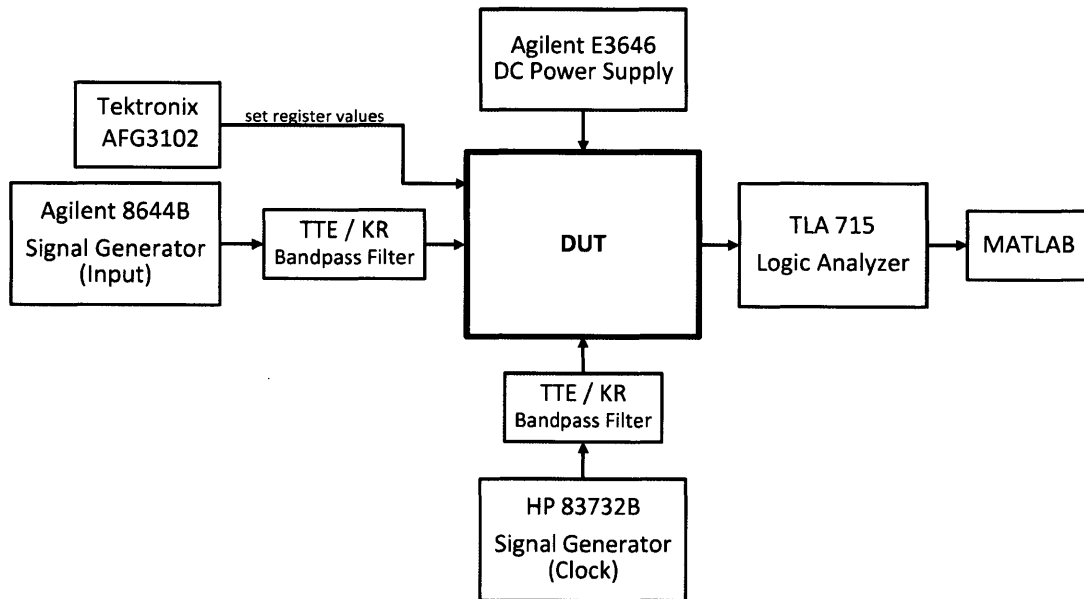 Agilent E3646
DC Power Supply
Tektronix
AFG3102
set register values
Agilent 8644B
Signal Generator
(Input)
TTE / KR
Bandpass Filter
DUT
TLA 715
Logic Analyzer
MATLAB
TTE / KR
Bandpass Filter
HP 83732B
Signal Generator
(Clock)